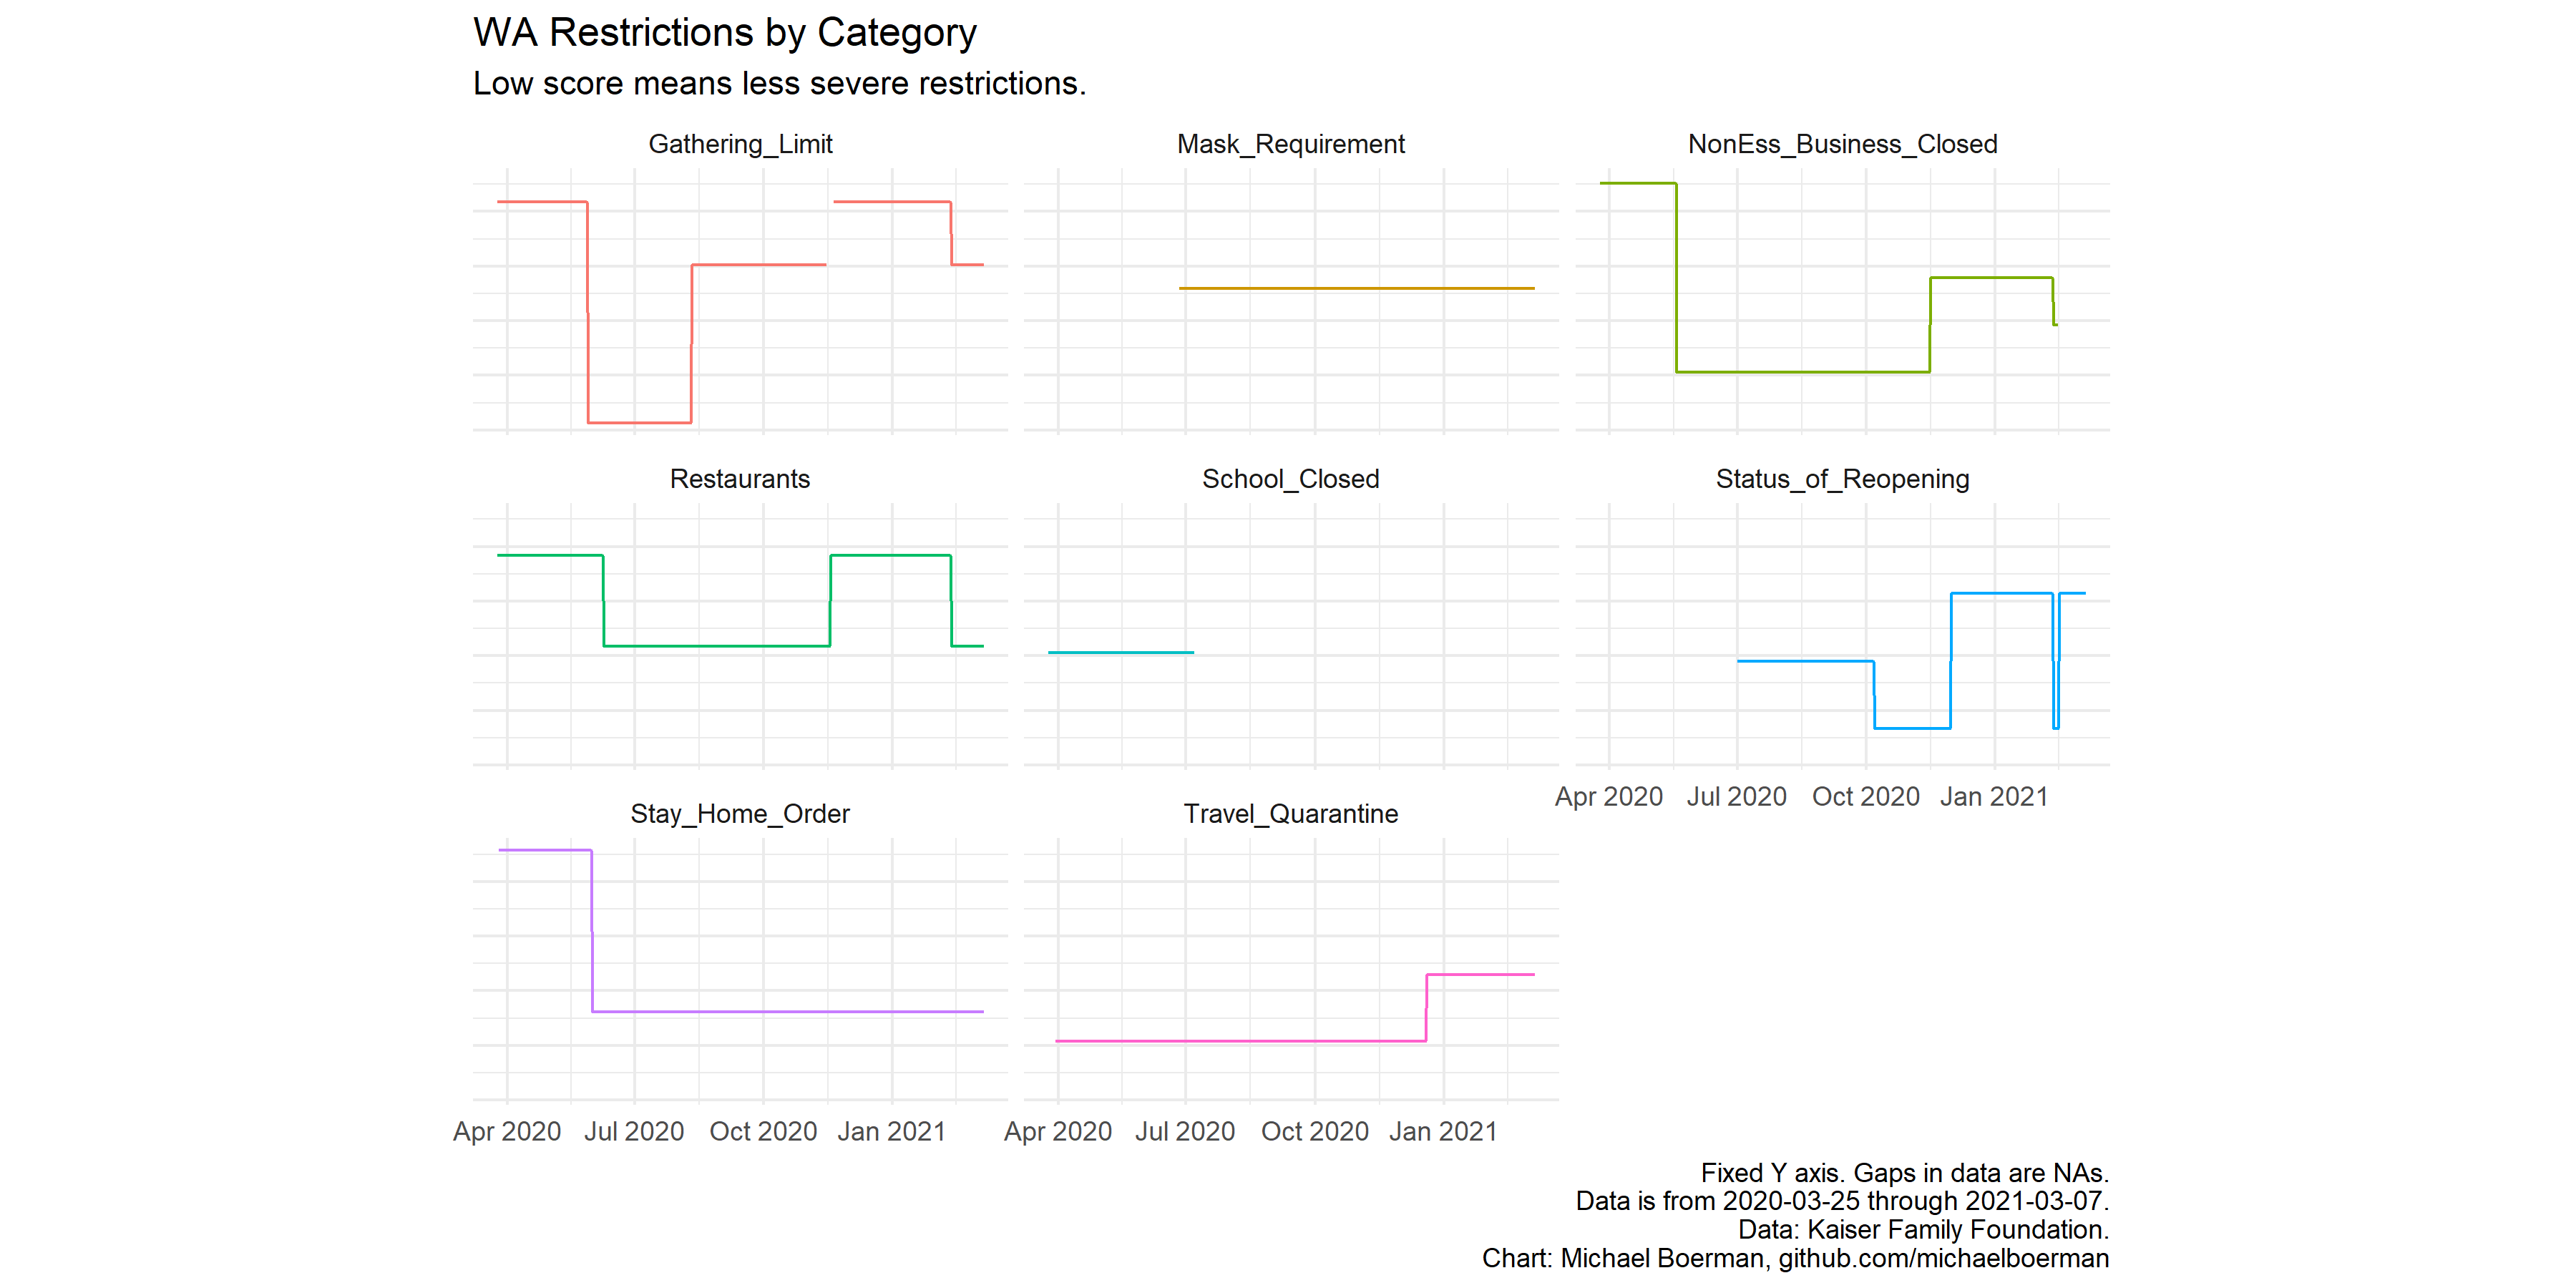 WA Restrictions by Category
Low score means less severe restrictions.
Gathering_Limit
Mask_Requirement
NonEss_Business_Closed
Restaurants
School_Closed
Status_of_Reopening
Apr 2020 Jul 2020 Oct 2020 Jan 2021
Stay_Home_Order
Travel_Quarantine
Apr 2020 Jul 2020 Oct 2020 Jan 2021
Apr 2020 Jul 2020 Oct 2020 Jan 2021
Fixed Y axis. Gaps in data are NAs.
Data is from 2020-03-25 through 2021-03-07.
Data: Kaiser Family Foundation.
Chart: Michael Boerman, github.com/michaelboerman